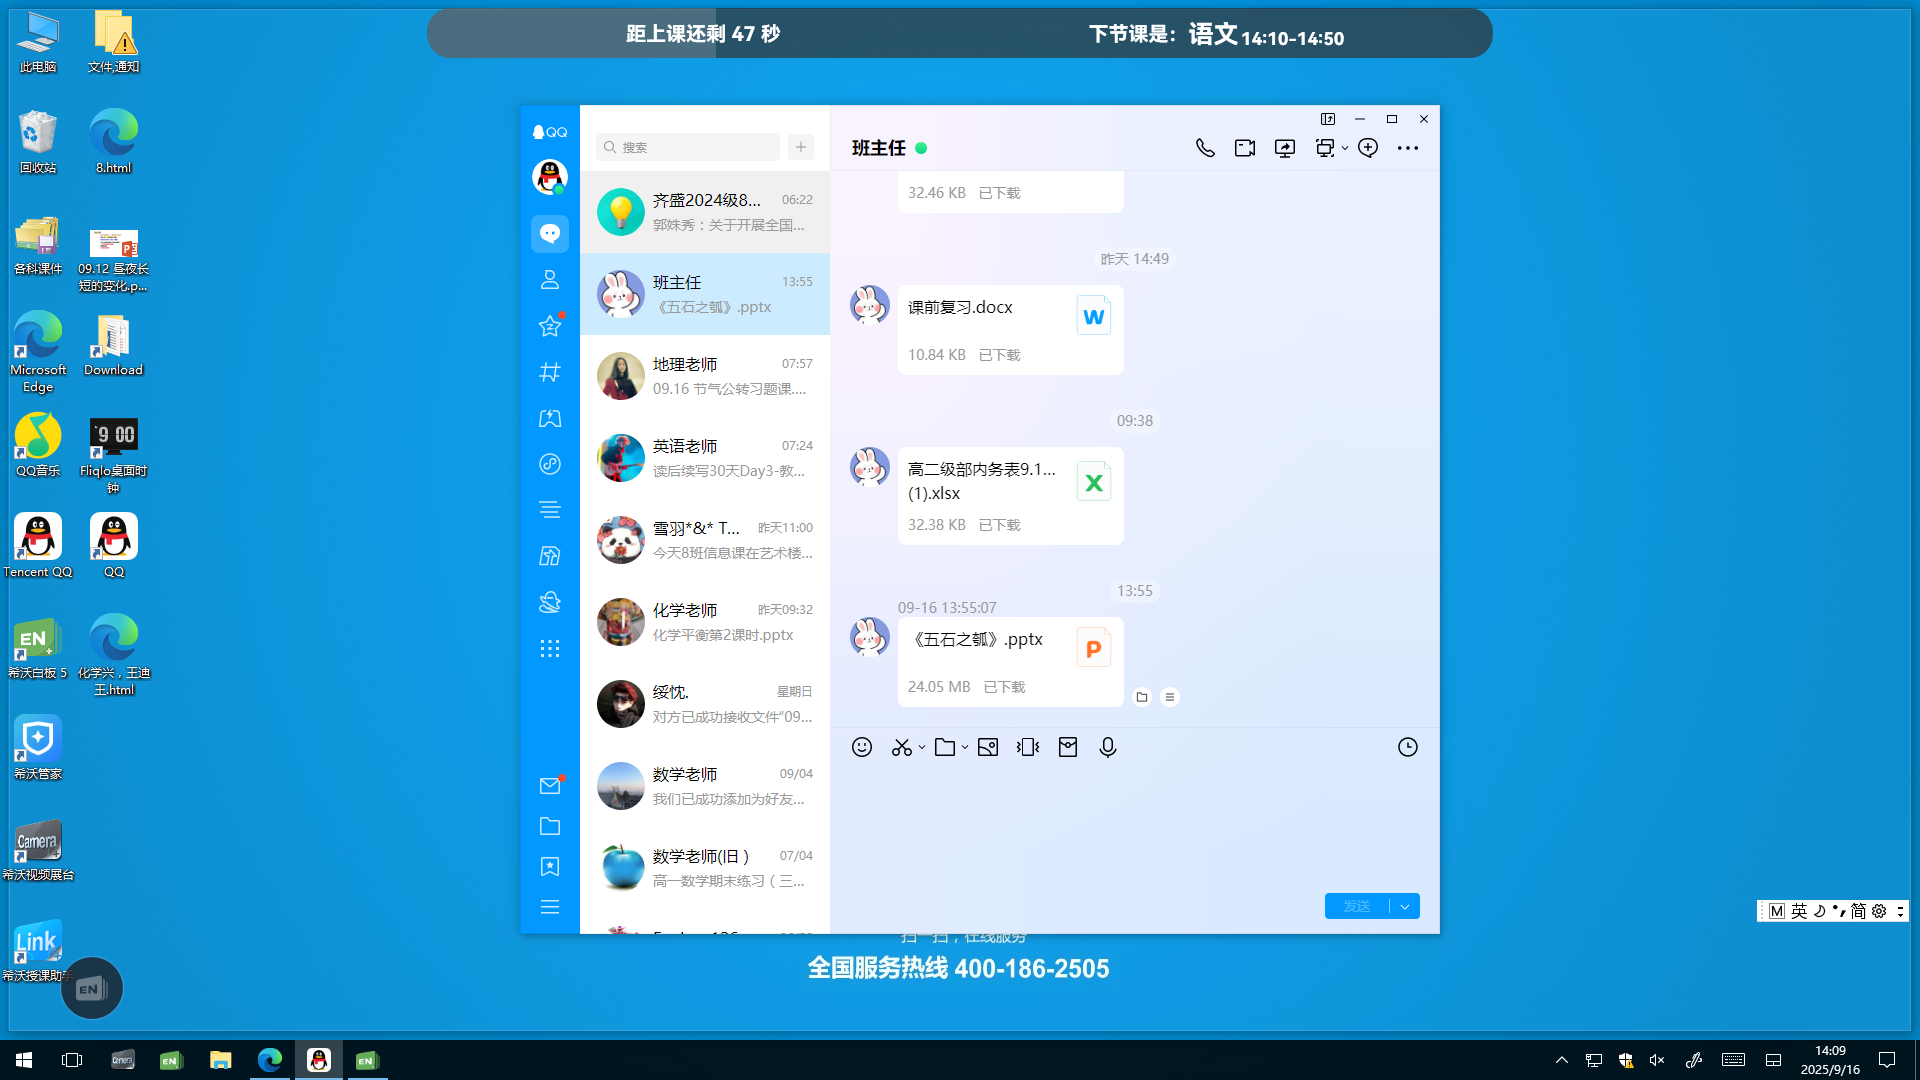 距上课还剩 47 秒
下节课是：语文 14:10-14:50
此电脑
文件,通知
回收站
8.html
各科课件
09.12 昼夜长短的变化.p...
Microsoft Edge
Download
QQ音乐
Fliqlo桌面时钟
9 00
Tencent QQ
QQ
EN
希沃白板 5
化学兴，王迪王.html
希沃管家
Camera
希沃视频展台
Link
希沃授课助手
EN
QQ
搜索
齐盛2024级8... 06:22
郭姝秀：关于开展全国...
班主任 13:55
《五石之瓠》.pptx
地理老师 07:57
09.16 节气公转习题课....
英语老师 07:24
读后续写30天Day3-教...
雪羽*&* T... 昨天11:00
今天8班信息课在艺术楼...
化学老师 昨天09:32
化学平衡第2课时.pptx
绥忱. 星期日
对方已成功接收文件“09...
数学老师 09/04
我们已成功添加为好友...
数学老师(旧 ) 07/04
高一数学期末练习（三...
班主任
32.46 KB 已下载
昨天 14:49
课前复习.docx
W
10.84 KB 已下载
09:38
高二级部内务表9.1...
(1).xlsx
X
32.38 KB 已下载
13:55
09-16 13:55:07
《五石之瓠》.pptx
P
24.05 MB 已下载
发送
扫一扫，在线服务
全国服务热线 400-186-2505
M 英 简
Camera
EN
EN
14:09
2025/9/16